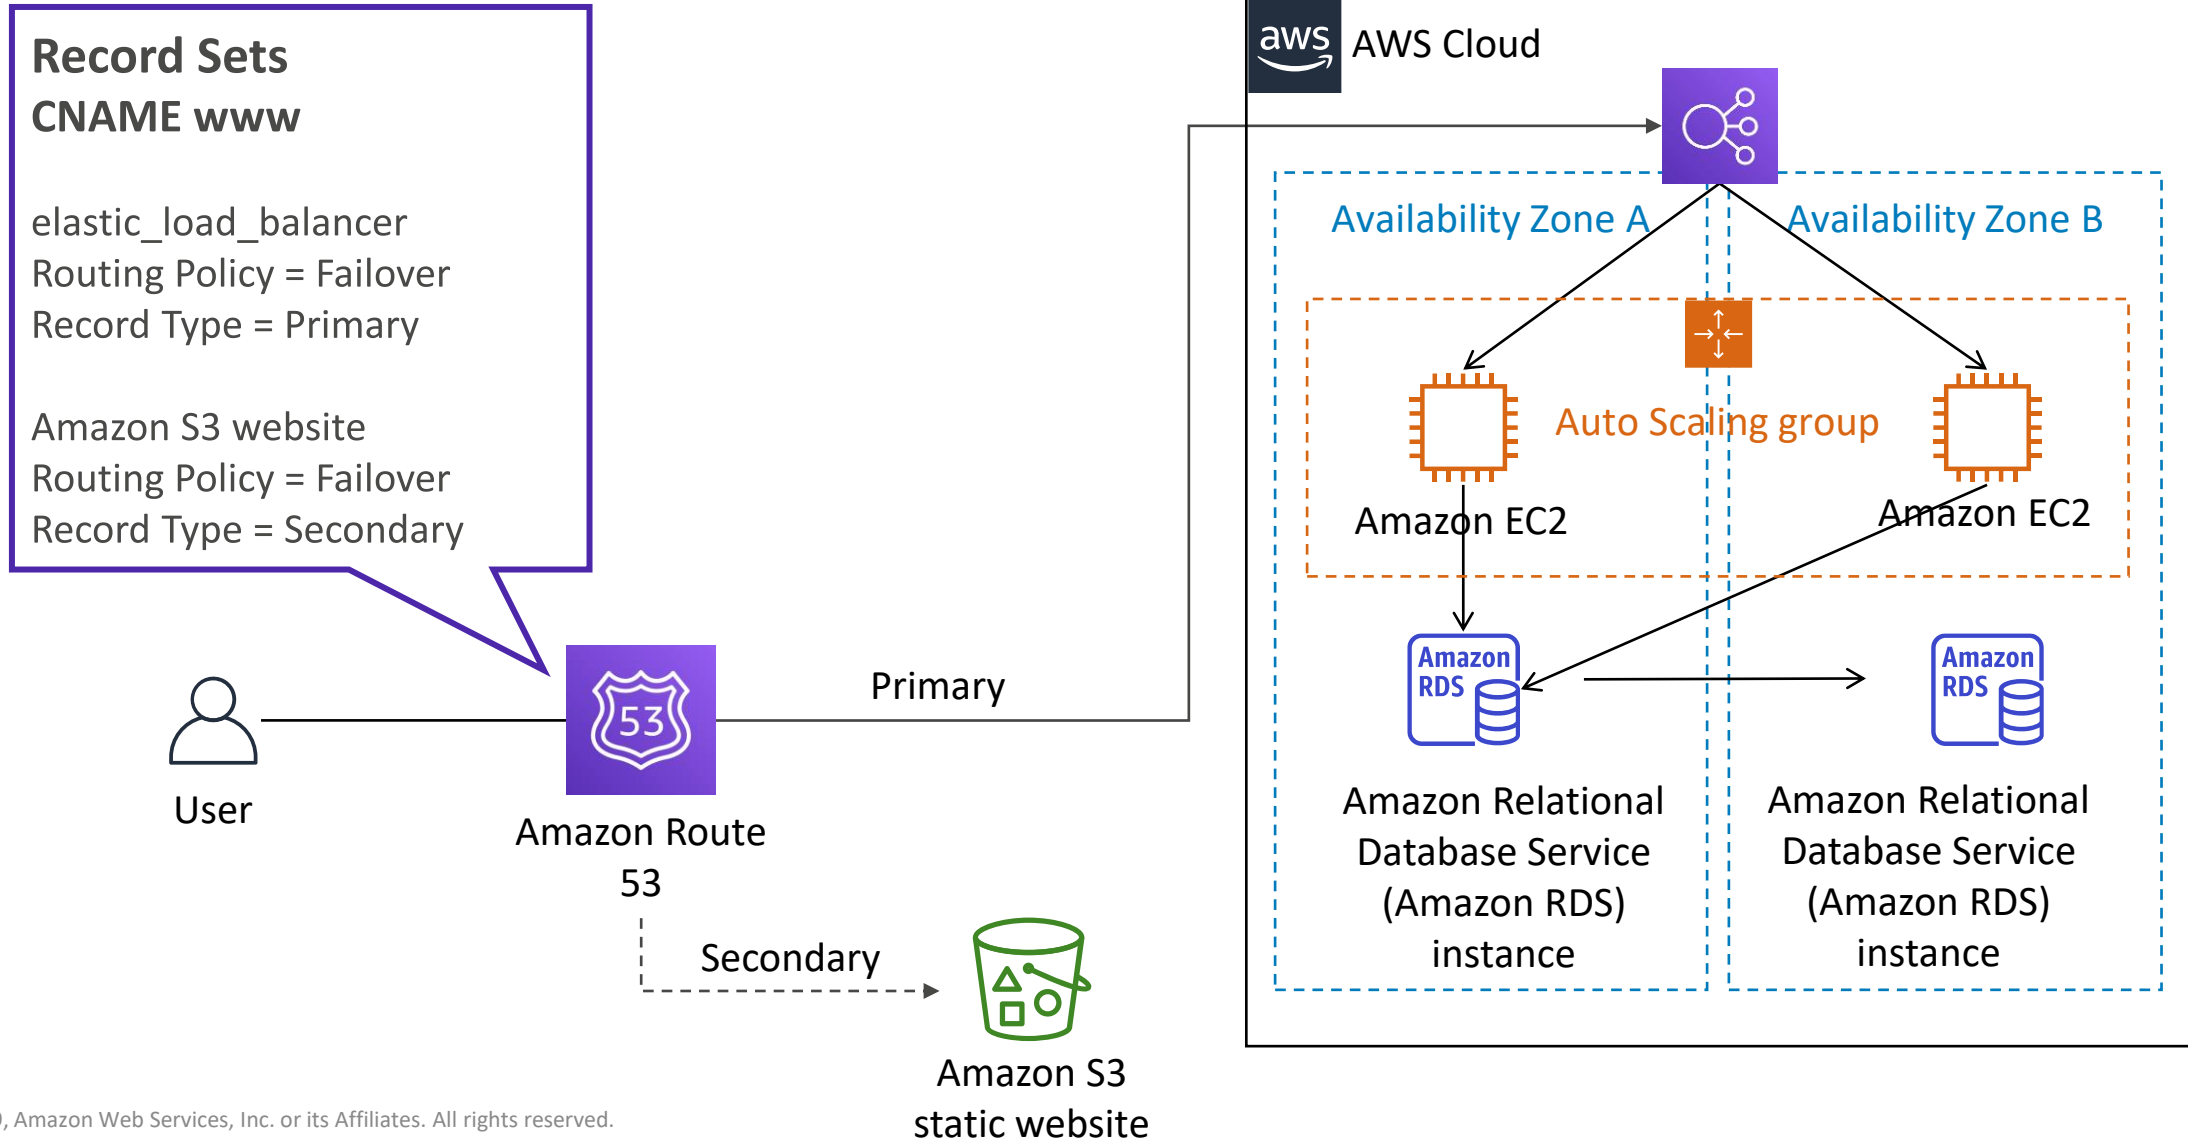 Record Sets
CNAME www
elastic_load_balancer
Routing Policy = Failover
Record Type = Primary
Amazon S3 website
Routing Policy = Failover
Record Type = Secondary
User
53
Amazon Route
53
Primary
Secondary
Amazon S3
static website
aws
AWS Cloud
Availability Zone A
Availability Zone B
Auto Scaling group
Amazon EC2
Amazon EC2
Amazon
RDS
Amazon
RDS
Amazon Relational
Database Service
(Amazon RDS)
instance
Amazon Relational
Database Service
(Amazon RDS)
instance
, Amazon Web Services, Inc. or its Affiliates. All rights reserved.